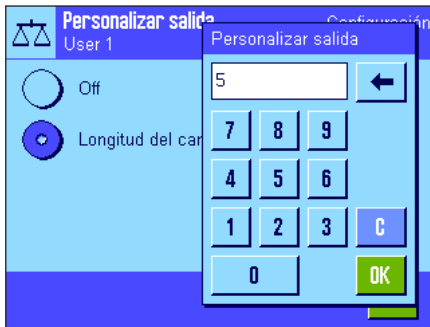 Personalizar salida
User 1
Off
Longitud del car
Personalizar salida
5
7 8 9
4 5 6
1 2 3 C
0 OK